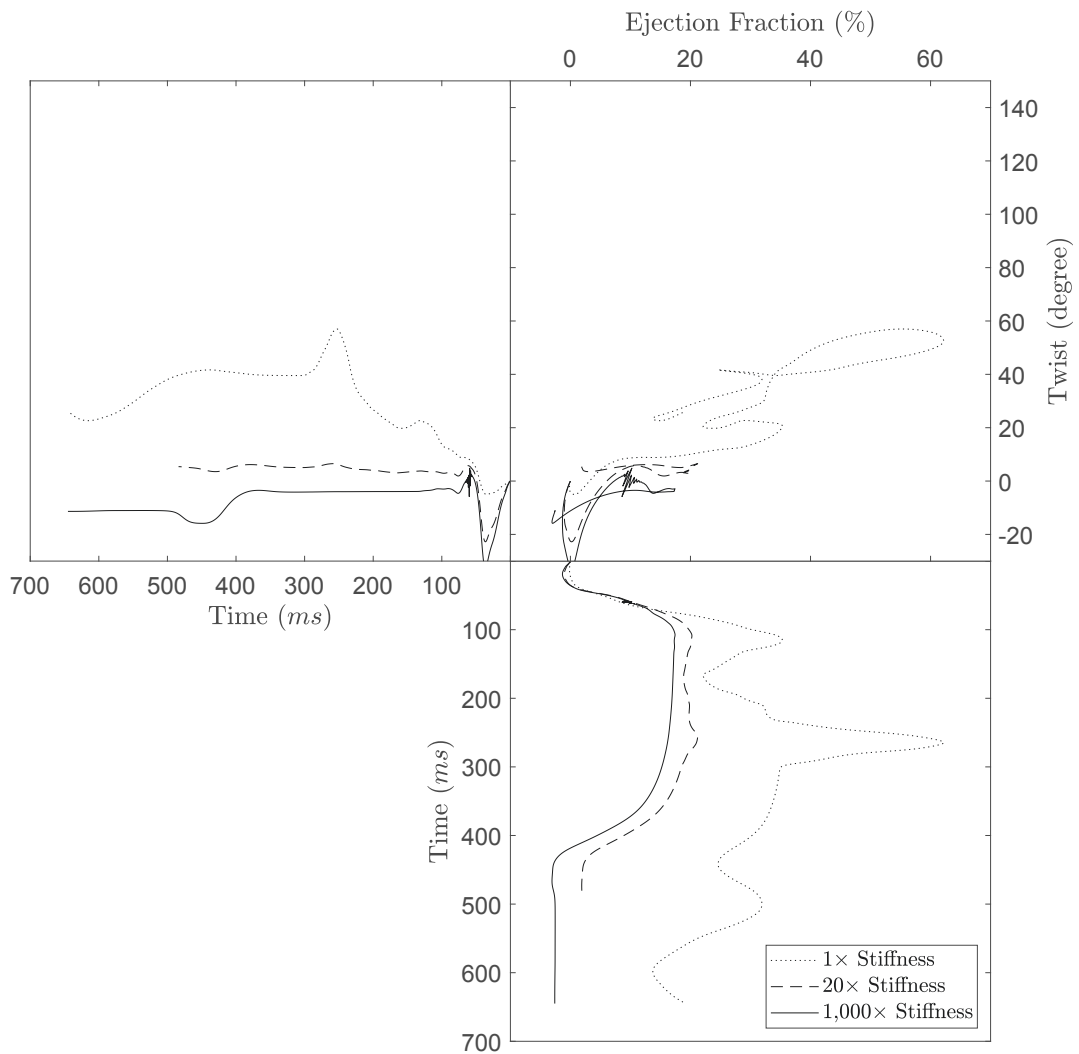 Ejection Fraction (%)
0 20 40 60
140
120
100
80
60
40
20
0
-20
Twist (degree)
700 600 500 400 300 200 100
Time (ms)
100
200
300
400
500
600
700
Time (ms)
1× Stiffness
20× Stiffness
1,000× Stiffness